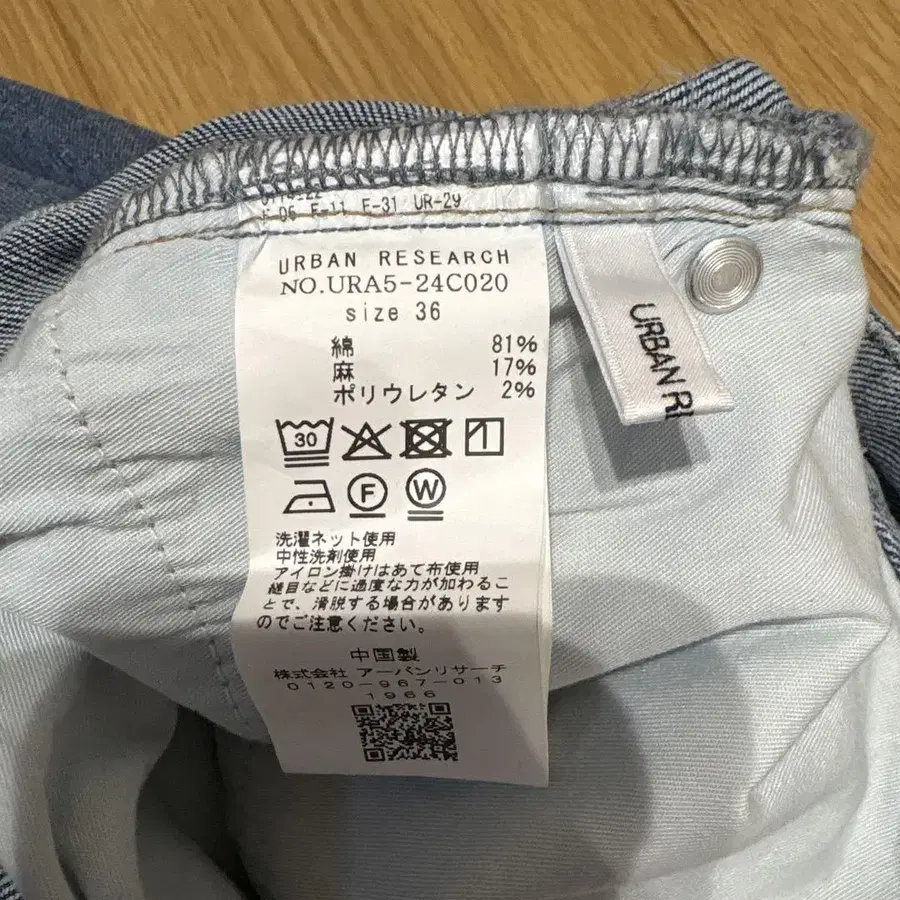 F-11 F-31 UR-29
URBAN RESEARCH
NO.URA5-24C020
size 36
綿 81%
麻 17%
ポリウレタン 2%
30
F
W
洗濯ネット使用
中性洗剤使用
アイロン掛けはあて布使用
縫目などに過度な力が加わるこ
とで、滑脱する場合があります
のでご注意ください。
中国製
株式会社 アーバンリサーチ
0120-967-013
1966
URBAN RE